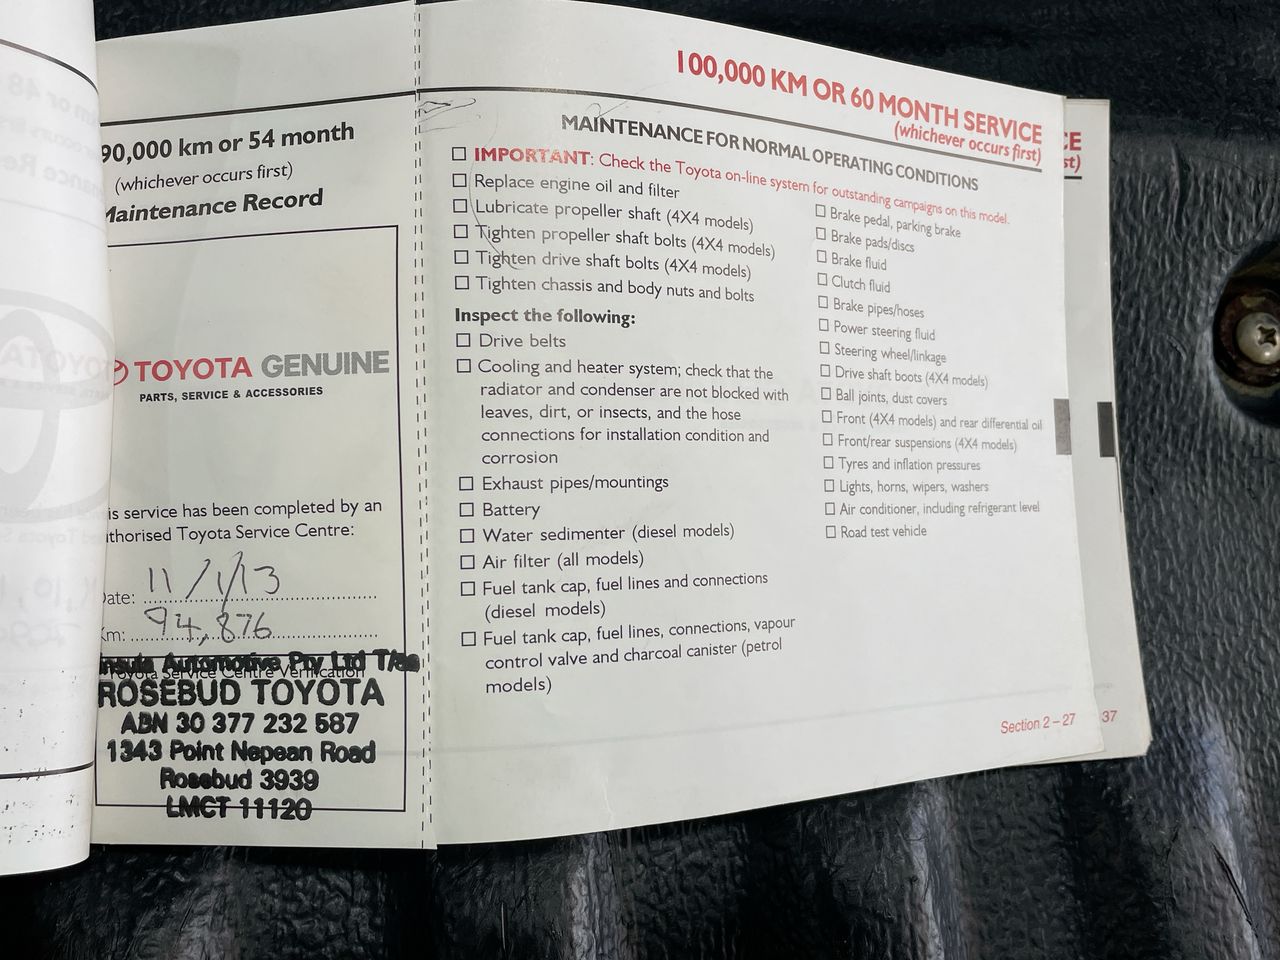 90,000 km or 54 month
(whichever occurs first)
Maintenance Record
TOYOTA GENUINE
PARTS, SERVICE & ACCESSORIES
is service has been completed by an
thorised Toyota Service Centre:
Date: 11/1/13
Km: 94,876
Toyota Service Centre Verification
Insula Automotive Pty Ltd T/as
ROSEBUD TOYOTA
ABN 30 377 232 587
1343 Point Nepean Road
Rosebud 3939
LMCT 11120
100,000 KM OR 60 MONTH SERVICE
(whichever occurs first)
MAINTENANCE FOR NORMAL OPERATING CONDITIONS
IMPORTANT: Check the Toyota on-line system for outstanding campaigns on this model.
Replace engine oil and filter
Lubricate propeller shaft (4X4 models)
Tighten propeller shaft bolts (4X4 models)
Tighten drive shaft bolts (4X4 models)
Tighten chassis and body nuts and bolts
Inspect the following:
Drive belts
Cooling and heater system; check that the
radiator and condenser are not blocked with
leaves, dirt, or insects, and the hose
connections for installation condition and
corrosion
Exhaust pipes/mountings
Battery
Water sedimenter (diesel models)
Air filter (all models)
Fuel tank cap, fuel lines and connections
(diesel models)
Fuel tank cap, fuel lines, connections, vapour
control valve and charcoal canister (petrol
models)
Brake pedal, parking brake
Brake pads/discs
Brake fluid
Clutch fluid
Brake pipes/hoses
Power steering fluid
Steering wheel/linkage
Drive shaft boots (4X4 models)
Ball joints, dust covers
Front (4X4 models) and rear differential oil
Front/rear suspensions (4X4 models)
Tyres and inflation pressures
Lights, horns, wipers, washers
Air conditioner, including refrigerant level
Road test vehicle
Section 2 – 27
CE
st)
37